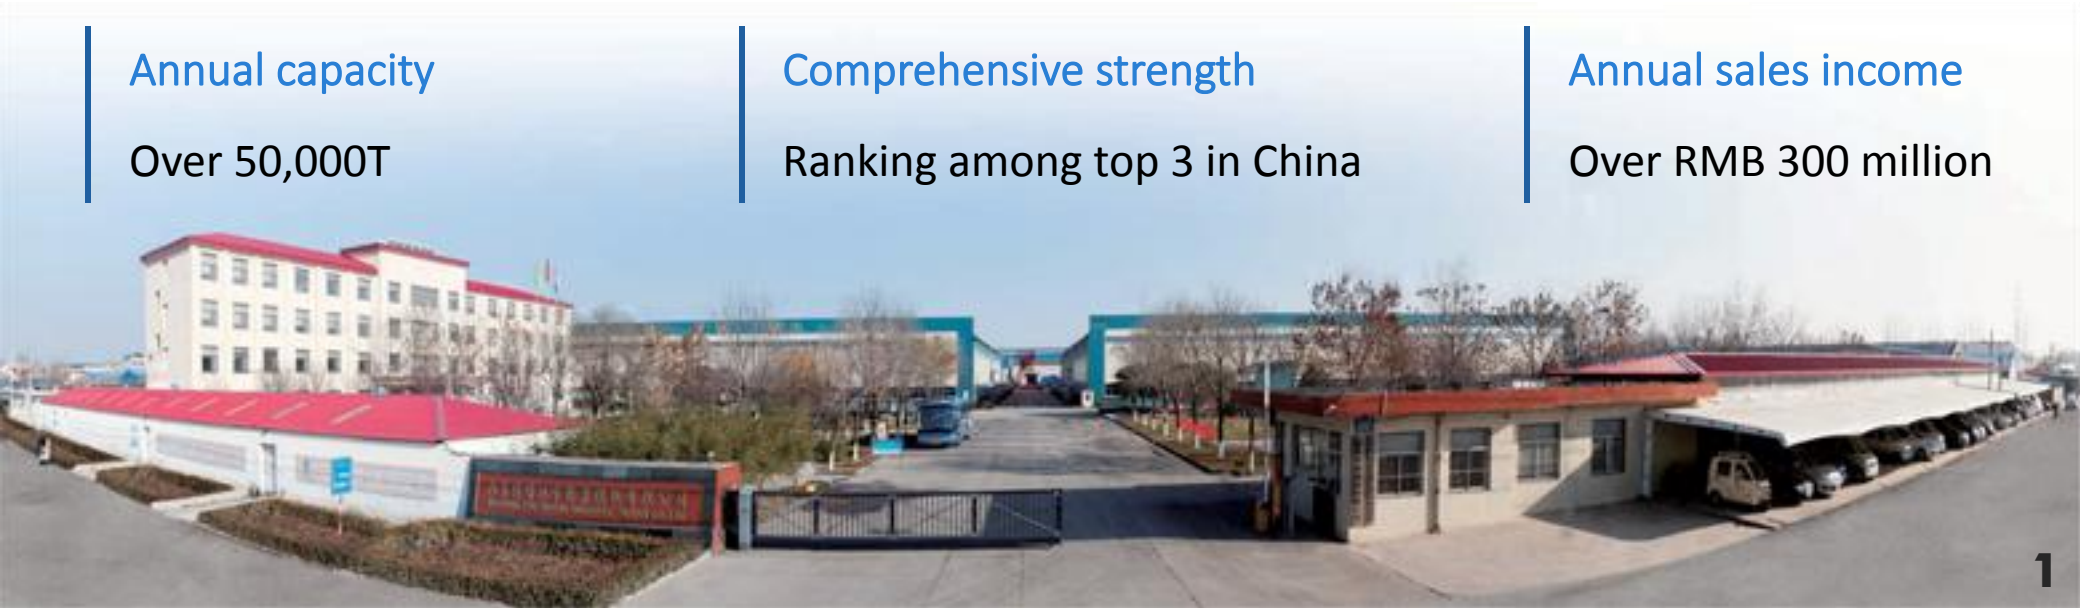 Annual capacity
Over 50,000T
Comprehensive strength
Ranking among top 3 in China
Annual sales income
Over RMB 300 million
1